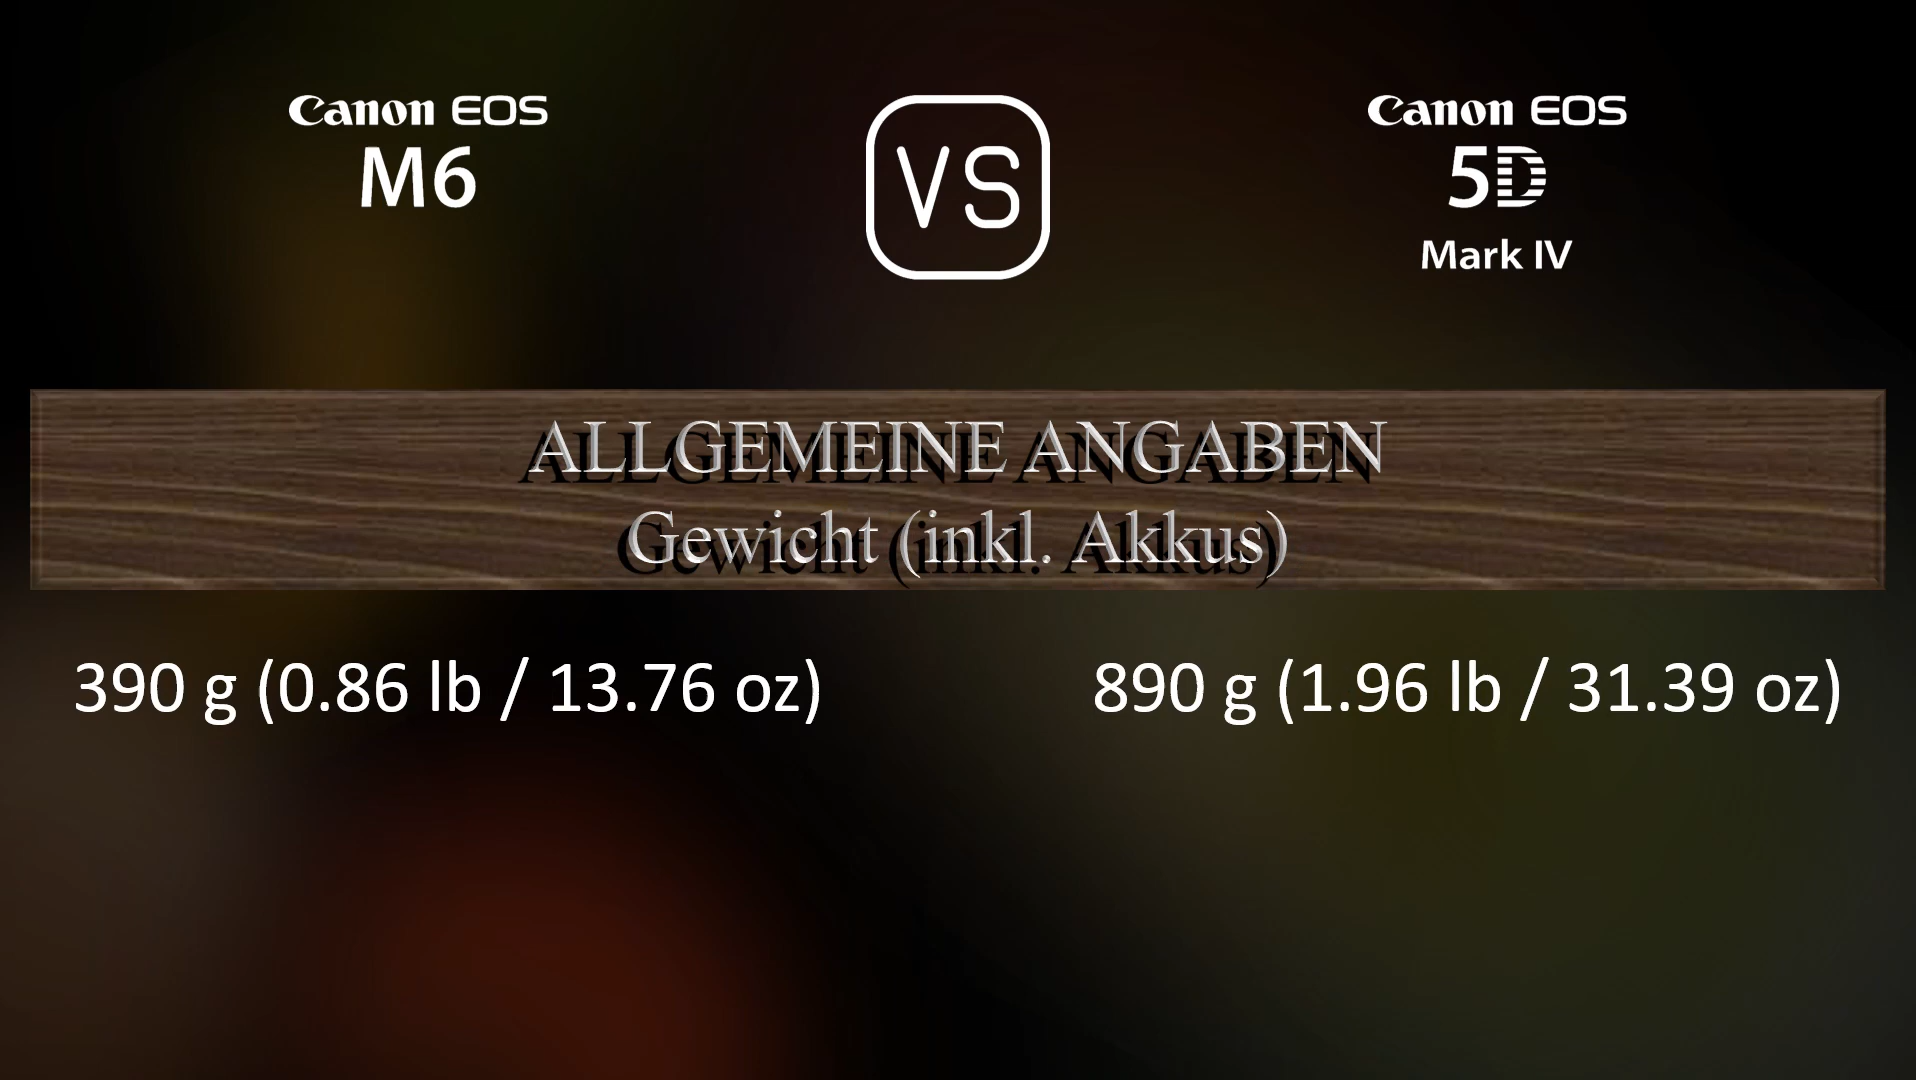 Canon EOS
M6
VS
Canon EOS
5D
Mark IV
ALLGEMEINE ANGABEN
Gewicht (inkl. Akkus)
390 g (0.86 lb / 13.76 oz)
890 g (1.96 lb / 31.39 oz)